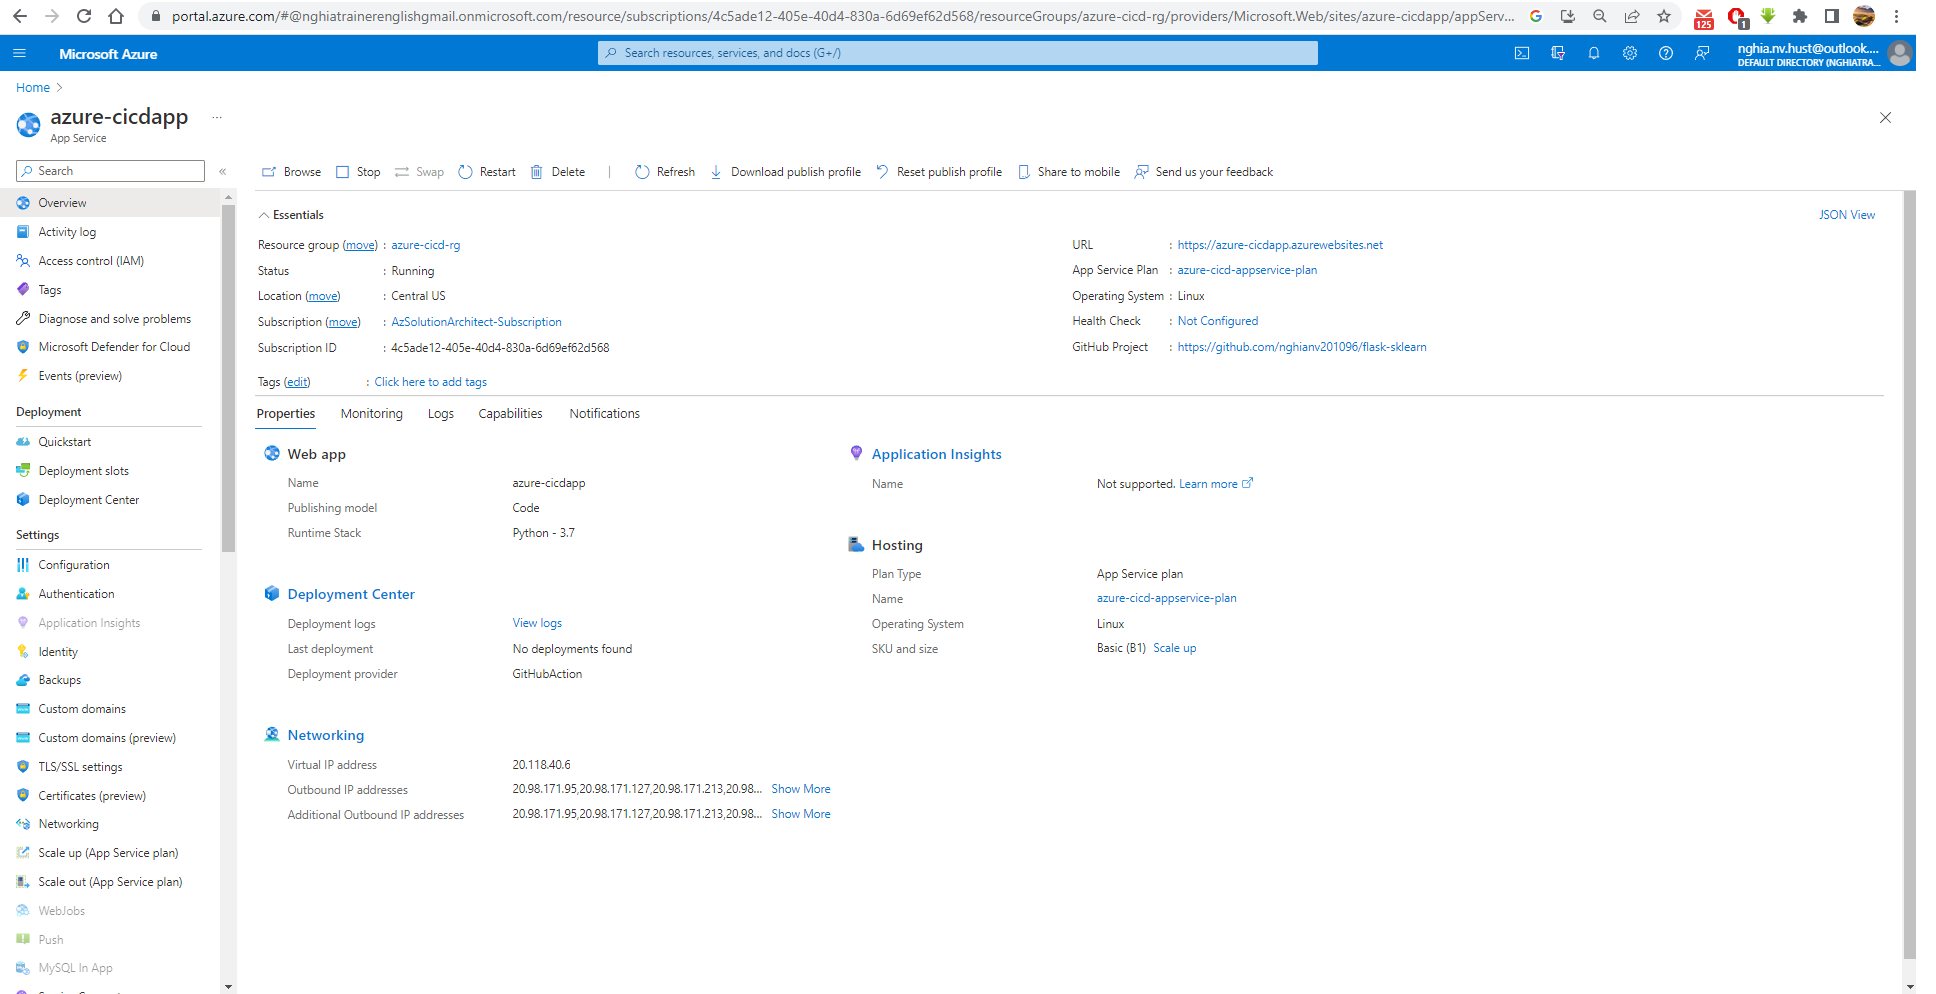 portal.azure.com/#@nghiatrainerenglishgmail.onmicrosoft.com/resource/subscriptions/4c5ade12-405e-40d4-830a-6d69ef62d568/resourceGroups/azure-cicd-rg/providers/Microsoft.Web/sites/azure-cicdapp/appServ...
125
1
Microsoft Azure
Search resources, services, and docs (G+/)
nghia.nv.hust@outlook....
DEFAULT DIRECTORY (NGHIATRA...
Home
azure-cicdapp ...
App Service
Search
«
Browse Stop Swap Restart Delete Refresh Download publish profile Reset publish profile Share to mobile Send us your feedback
Overview
Activity log
Access control (IAM)
Tags
Diagnose and solve problems
Microsoft Defender for Cloud
Events (preview)
Deployment
Quickstart
Deployment slots
Deployment Center
Settings
Configuration
Authentication
Application Insights
Identity
Backups
Custom domains
Custom domains (preview)
TLS/SSL settings
Certificates (preview)
Networking
Scale up (App Service plan)
Scale out (App Service plan)
WebJobs
Push
MySQL In App
Essentials
JSON View
Resource group (move) : azure-cicd-rg
Status : Running
Location (move) : Central US
Subscription (move) : AzSolutionArchitect-Subscription
Subscription ID : 4c5ade12-405e-40d4-830a-6d69ef62d568
Tags (edit) : Click here to add tags
URL : https://azure-cicdapp.azurewebsites.net
App Service Plan : azure-cicd-appservice-plan
Operating System : Linux
Health Check : Not Configured
GitHub Project : https://github.com/nghianv201096/flask-sklearn
Properties Monitoring Logs Capabilities Notifications
Web app
Name azure-cicdapp
Publishing model Code
Runtime Stack Python - 3.7
Deployment Center
Deployment logs View logs
Last deployment No deployments found
Deployment provider GitHubAction
Networking
Virtual IP address 20.118.40.6
Outbound IP addresses 20.98.171.95,20.98.171.127,20.98.171.213,20.98... Show More
Additional Outbound IP addresses 20.98.171.95,20.98.171.127,20.98.171.213,20.98... Show More
Application Insights
Name Not supported. Learn more
Hosting
Plan Type App Service plan
Name azure-cicd-appservice-plan
Operating System Linux
SKU and size Basic (B1) Scale up